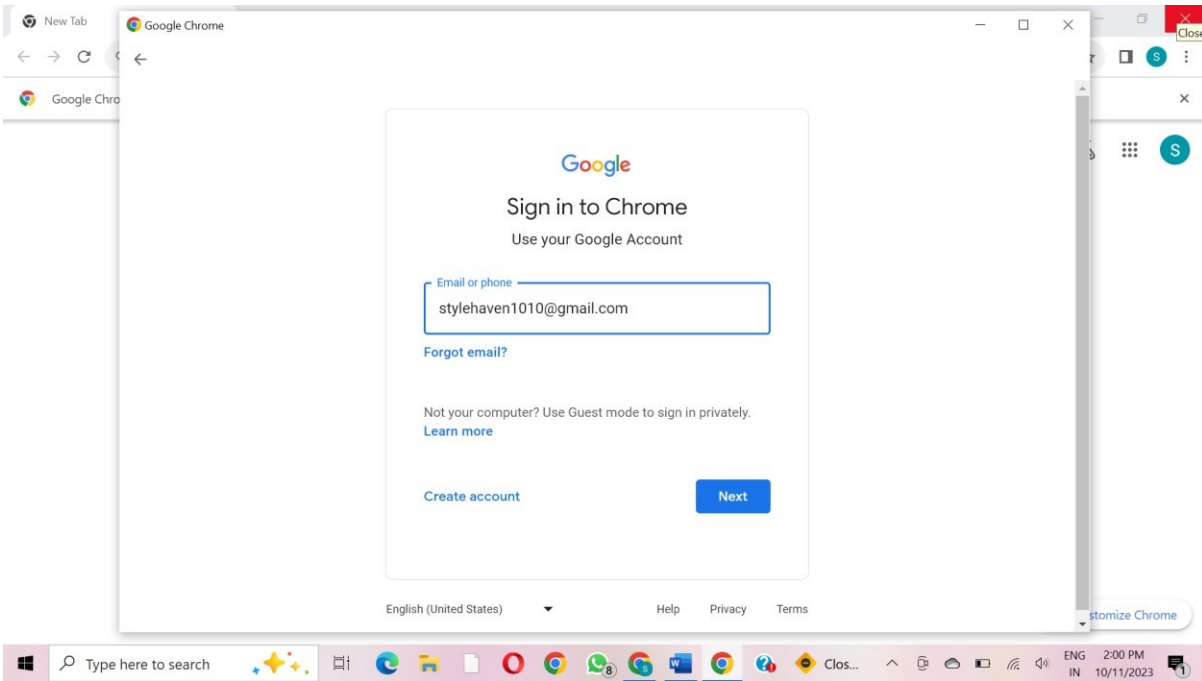 New Tab
Google Chrome
Close
S
Google Chro
S
Google
Sign in to Chrome
Use your Google Account
Email or phone
stylehaven1010@gmail.com
Forgot email?
Not your computer? Use Guest mode to sign in privately.
Learn more
Create account
Next
English (United States)
Help
Privacy
Terms
stomize Chrome
Type here to search
8
S
Clos...
ENG
IN
2:00 PM
10/11/2023
1